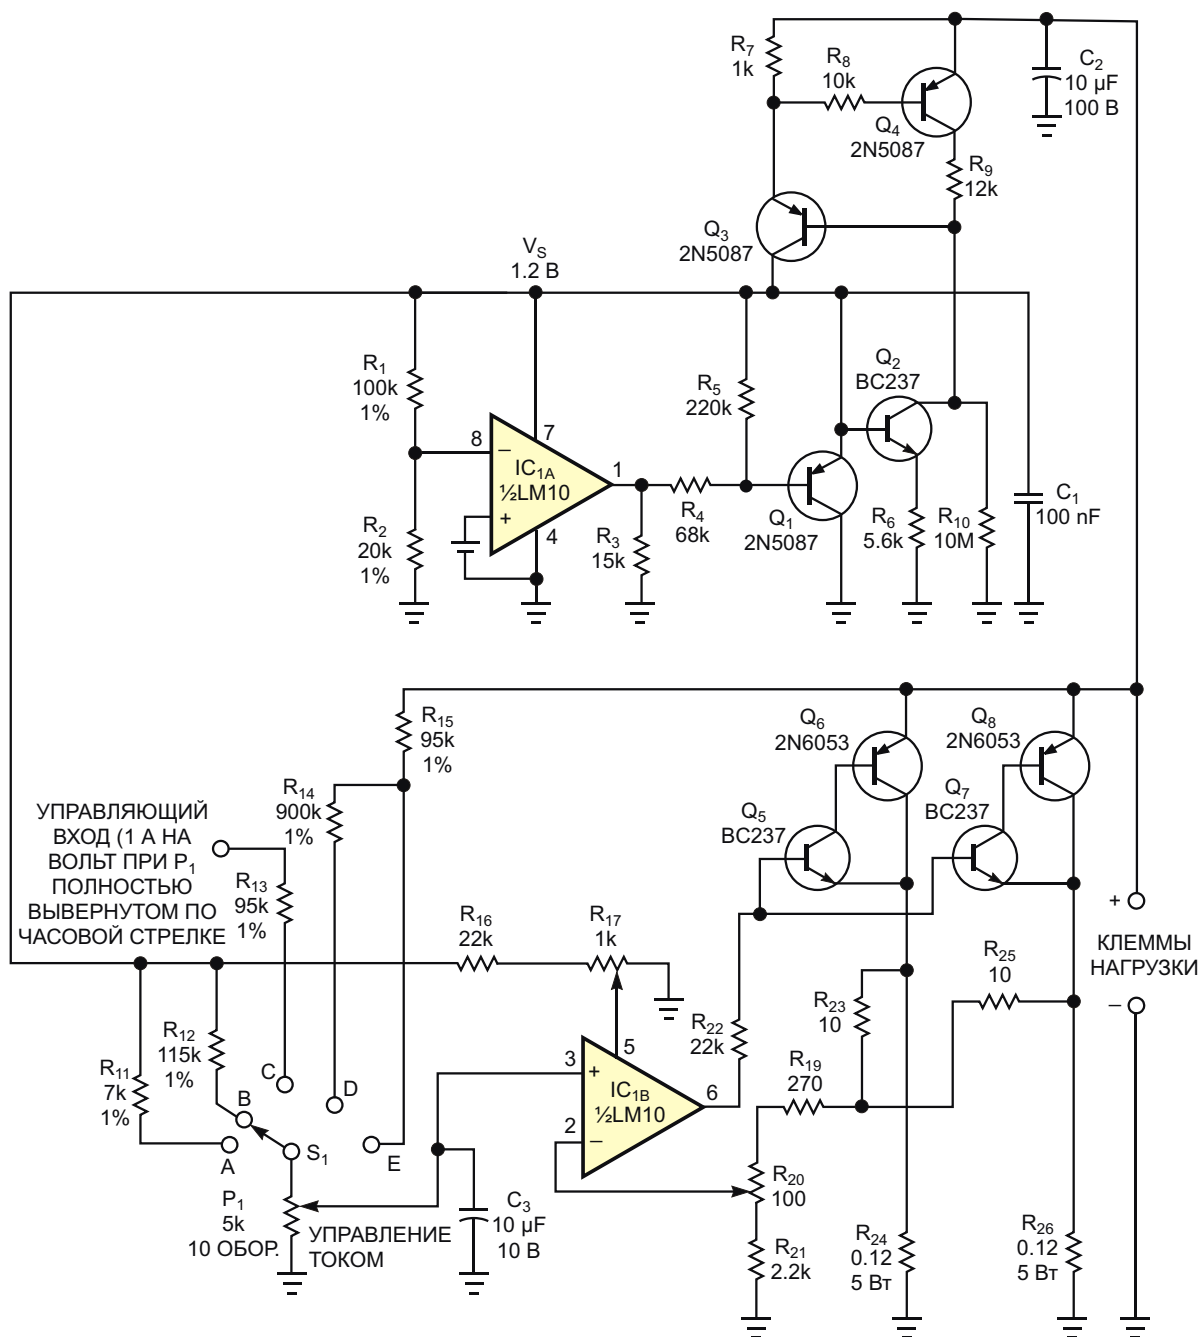 R7
1k
R8
10k
Q4
2N5087
C2
10 µF
100 В
R9
12k
Q3
2N5087
VS
1.2 В
R1
100k
1%
8
–
7
IC1A
½LM10
1
+
4
R2
20k
1%
R3
15k
R4
68k
R5
220k
Q1
2N5087
Q2
BC237
R6
5.6k
R10
10M
C1
100 nF
R15
95k
1%
R14
900k
1%
УПРАВЛЯЮЩИЙ
ВХОД (1 А НА
ВОЛЬТ ПРИ P1
ПОЛНОСТЬЮ
ВЫВЕРНУТОМ ПО
ЧАСОВОЙ СТРЕЛКЕ
R13
95k
1%
Q6
2N6053
Q8
2N6053
Q5
BC237
Q7
BC237
+
КЛЕММЫ
НАГРУЗКИ
–
R16
22k
R17
1k
R25
10
R23
10
R22
22k
R19
270
R12
115k
1%
R11
7k
1%
C
D
B
A
S1
E
3
+
5
IC1B
½LM10
6
2
–
P1
5k
10 ОБОР.
УПРАВЛЕНИЕ
ТОКОМ
C3
10 µF
10 В
R20
100
R21
2.2k
R24
0.12
5 Вт
R26
0.12
5 Вт